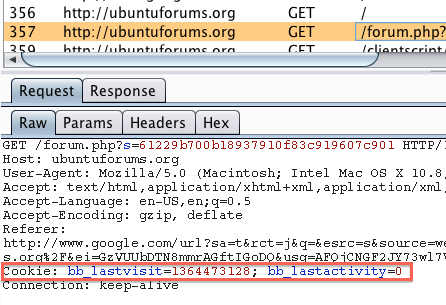 356 http://ubuntuforums.org GET /
357 http://ubuntuforums.org GET /forum.php?
359 http://ubuntuforums.org GET /clientscript/
Request Response
Raw Params Headers Hex
GET /forum.php?s=61229b700b18937910f83c919607c901 HTTP/
Host: ubuntuforums.org
User-Agent: Mozilla/5.0 (Macintosh; Intel Mac OS X 10.8,
Accept: text/html,application/xhtml+xml,application/xml,
Accept-Language: en-US,en;q=0.5
Accept-Encoding: gzip, deflate
Referer:
http://www.google.com/url?sa=t&rct=j&q=&esrc=s&source=we
s.org%2F&ei=GzVUUbDTN8mmrAGftIGoDQ&usg=AFQjCNGF2JY73wl7V
Cookie: bb_lastvisit=1364473128; bb_lastactivity=0
Connection: keep-alive